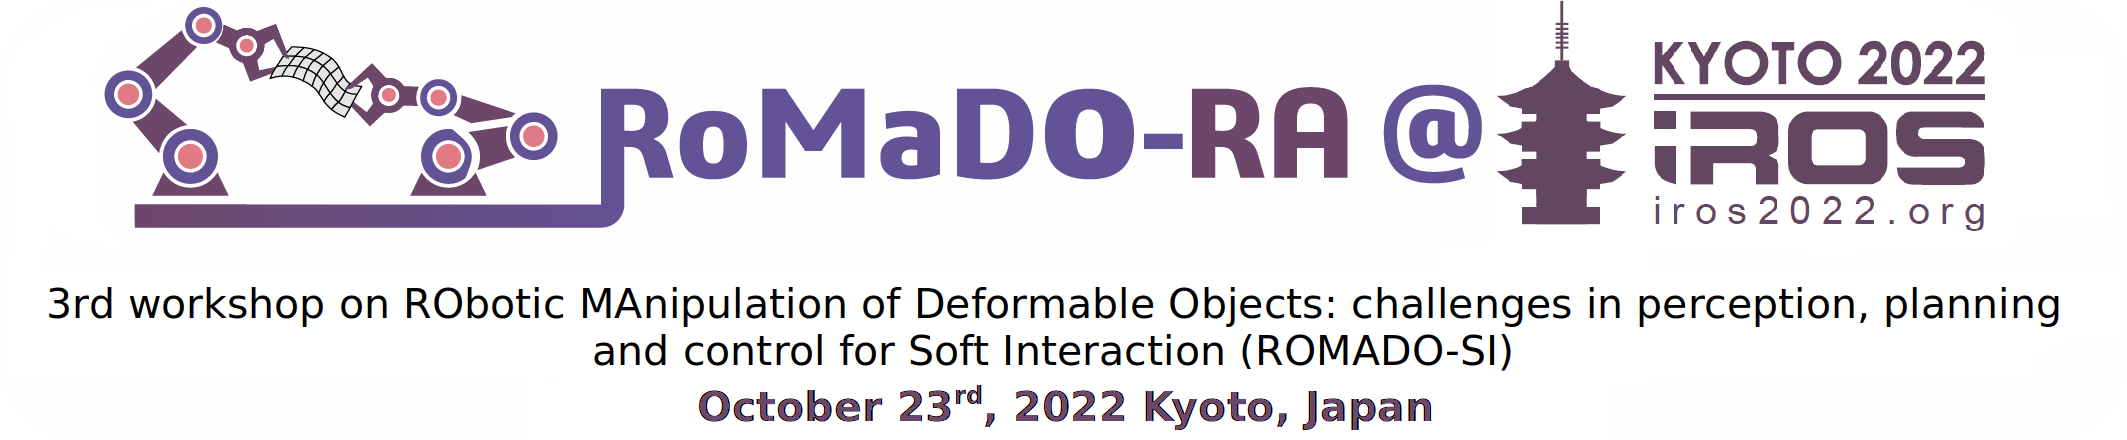 RoMaDO-RA @
KYOTO 2022
iROS
iros2022.org
3rd workshop on RObotic MAnipulation of Deformable Objects: challenges in perception, planning
and control for Soft Interaction (ROMADO-SI)
October 23rd, 2022 Kyoto, Japan